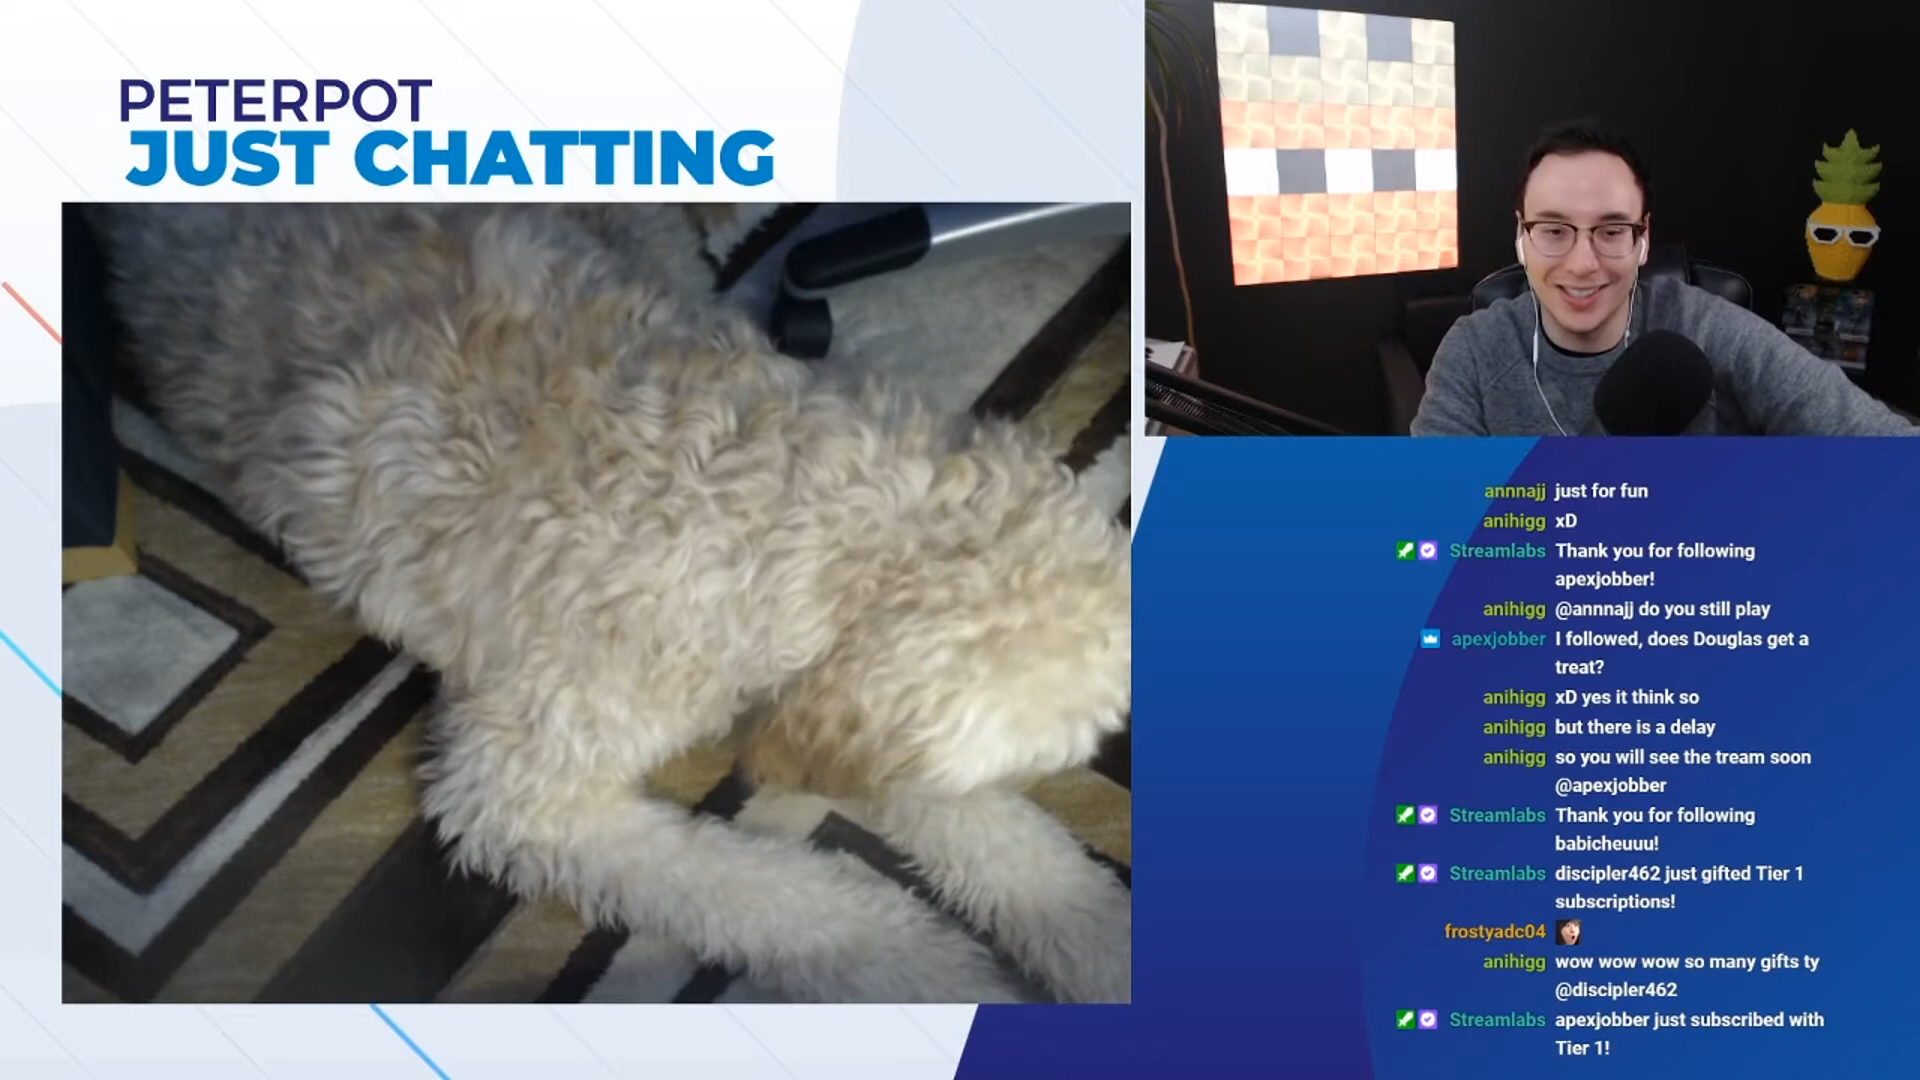 PETERPOT
JUST CHATTING
annnajj just for fun
anihigg xD
Streamlabs Thank you for following
apexjobber!
anihigg @annnajj do you still play
apexjobber I followed, does Douglas get a
treat?
anihigg xD yes it think so
anihigg but there is a delay
anihigg so you will see the tream soon
@apexjobber
Streamlabs Thank you for following
babicheuuu!
Streamlabs discipler462 just gifted Tier 1
subscriptions!
frostyadc04
anihigg wow wow wow so many gifts ty
@discipler462
Streamlabs apexjobber just subscribed with
Tier 1!